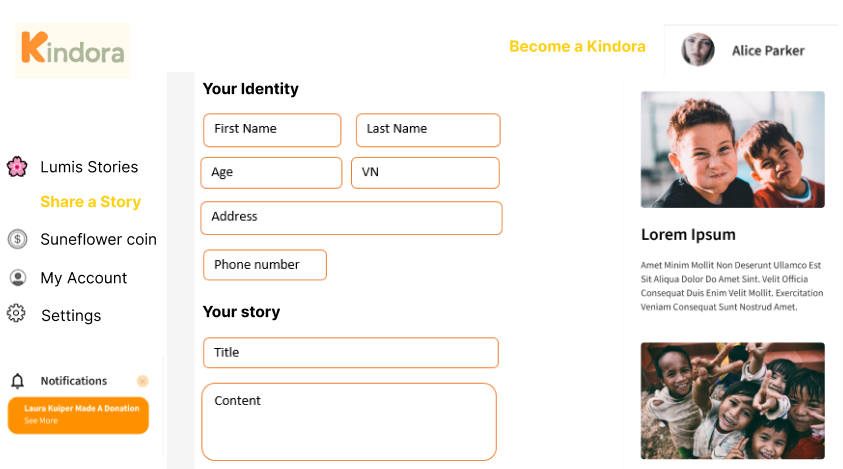 Kindora
Become a Kindora
Alice Parker
Lumis Stories
Share a Story
Suneflower coin
My Account
Settings
Notifications
Laura Kuiper Made A Donation
See More
Your Identity
First Name
Last Name
Age
VN
Address
Phone number
Your story
Title
Content
Lorem Ipsum
Amet Minim Mollit Non Deserunt Ullamco Est
Sit Aliqua Dolor Do Amet Sint. Velit Officia
Consequat Duis Enim Velit Mollit. Exercitation
Veniam Consequat Sunt Nostrud Amet.